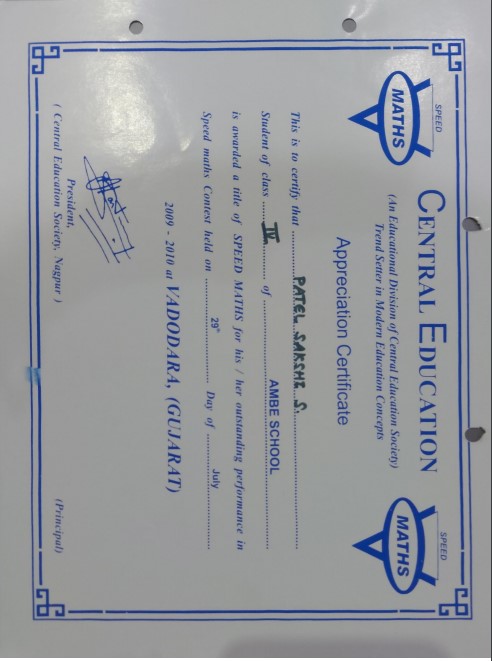 SPEED
MATHS
CENTRAL EDUCATION
SPEED
MATHS
(An Educational Division of Central Education Society)
Trend Setter in Modern Education Concepts
Appreciation Certificate
This is to certify that PATEL SAKSHI S.
Student of class IV of AMBE SCHOOL
is awarded a title of SPEED MATHS for his / her outstanding performance in
Speed maths Contest held on 29th Day of July
2009 - 2010 at VADODARA, (GUJARAT)
President,
( Central Education Society, Nagpur )
(Principal)